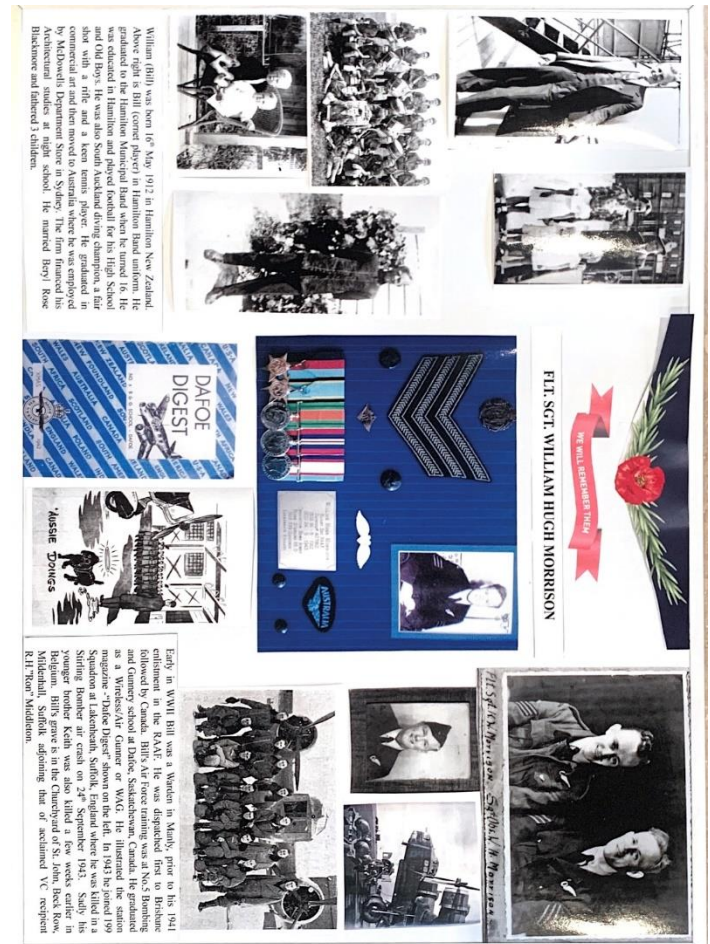 WE WILL REMEMBER THEM
FLT. SGT. WILLIAM HUGH MORRISON
William (Bill) was born 16th May 1912 in Hamilton New Zealand.
Above right is Bill (cornet player) in Hamilton Band uniform. He
graduated to the Hamilton Municipal Band when he turned 16. He
was educated in Hamilton and played football for his High School
and Old Boys. He was also South Auckland diving champion, a fair
shot with a rifle and a keen tennis player. He graduated in
commercial art and then moved to Australia where he was employed
by McDowells Department Store in Sydney. The firm financed his
Architectural studies at night school. He married Beryl Rose
Blackmore and fathered 3 children.
AUSTRALIA
DAFOE
DIGEST
"AUSSIE
DOINGS
Flt.Sgt. K. Morrison Sgt. W. H. Morrison
Early in WWII Bill was a Warden in Manly, prior to his 1941
enlistment in the RAAF. He was dispatched first to Brisbane
followed by Canada. Bill's Air Force training was at No.5 Bombing
and Gunnery school at Dafoe, Saskatchewan, Canada. He graduated
as a Wireless/Air Gunner or WAG. He illustrated the station
magazine -"Dafoe Digest" shown on the left. In 1943 he joined 199
Squadron at Lakenheath, Suffolk, England where he was killed in a
Stirling Bomber air crash on 24th September 1943. Sadly his
younger brother Keith was also killed a few weeks earlier in
Belgium. Bill's grave is in the Churchyard of St. Johns Beck Row,
Mildenhall, Suffolk adjoining that of acclaimed VC recipient
R.H."Ron" Middleton.